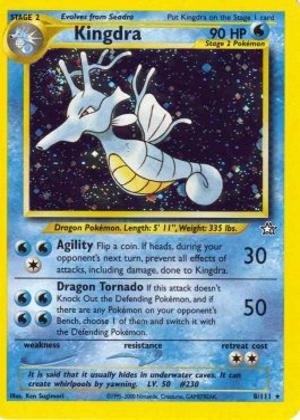 STAGE 2 Evolves from Seadra Put Kingdra on the Stage 1 card
Kingdra 90 HP
Stage 2 Pokémon
Dragon Pokémon. Length: 5' 11", Weight: 335 lbs.
Agility Flip a coin. If heads, during your
opponent's next turn, prevent all effects of
attacks, including damage, done to Kingdra.
30
Dragon Tornado If this attack doesn't
Knock Out the Defending Pokémon, and if
there are any Pokémon on your opponent's
Bench, choose 1 of them and switch it with
the Defending Pokémon.
50
weakness resistance retreat cost
It is said that it usually hides in underwater caves. It can
create whirlpools by yawning. LV. 50 #230
Illus. Ken Sugimori ©1995-2000 Nintendo, Creatures, GAMEFREAK. 8/111